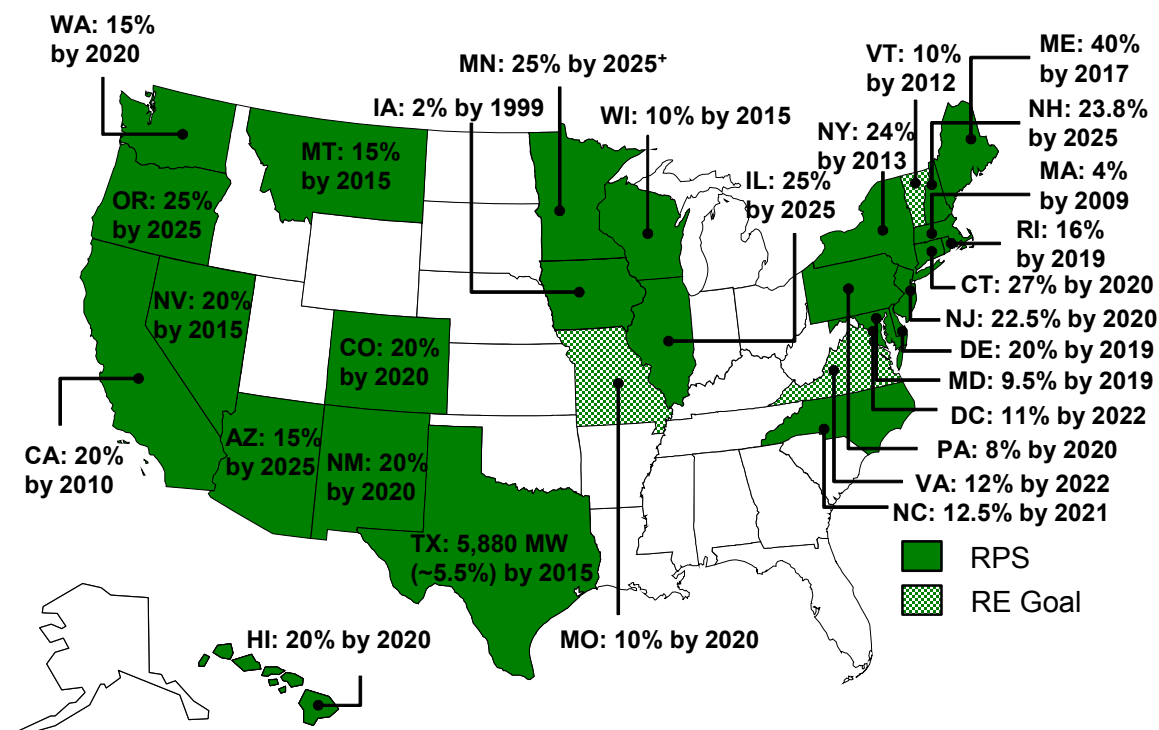 WA: 15%
by 2020
MN: 25% by 2025⁺
IA: 2% by 1999
WI: 10% by 2015
VT: 10%
by 2012
ME: 40%
by 2017
NH: 23.8%
by 2025
NY: 24%
by 2013
MA: 4%
by 2009
MT: 15%
by 2015
IL: 25%
by 2025
OR: 25%
by 2025
RI: 16%
by 2019
CT: 27% by 2020
NV: 20%
by 2015
NJ: 22.5% by 2020
CO: 20%
by 2020
DE: 20% by 2019
MD: 9.5% by 2019
DC: 11% by 2022
AZ: 15%
by 2025
NM: 20%
by 2020
CA: 20%
by 2010
PA: 8% by 2020
VA: 12% by 2022
NC: 12.5% by 2021
TX: 5,880 MW
(~5.5%) by 2015
RPS
RE Goal
HI: 20% by 2020
MO: 10% by 2020